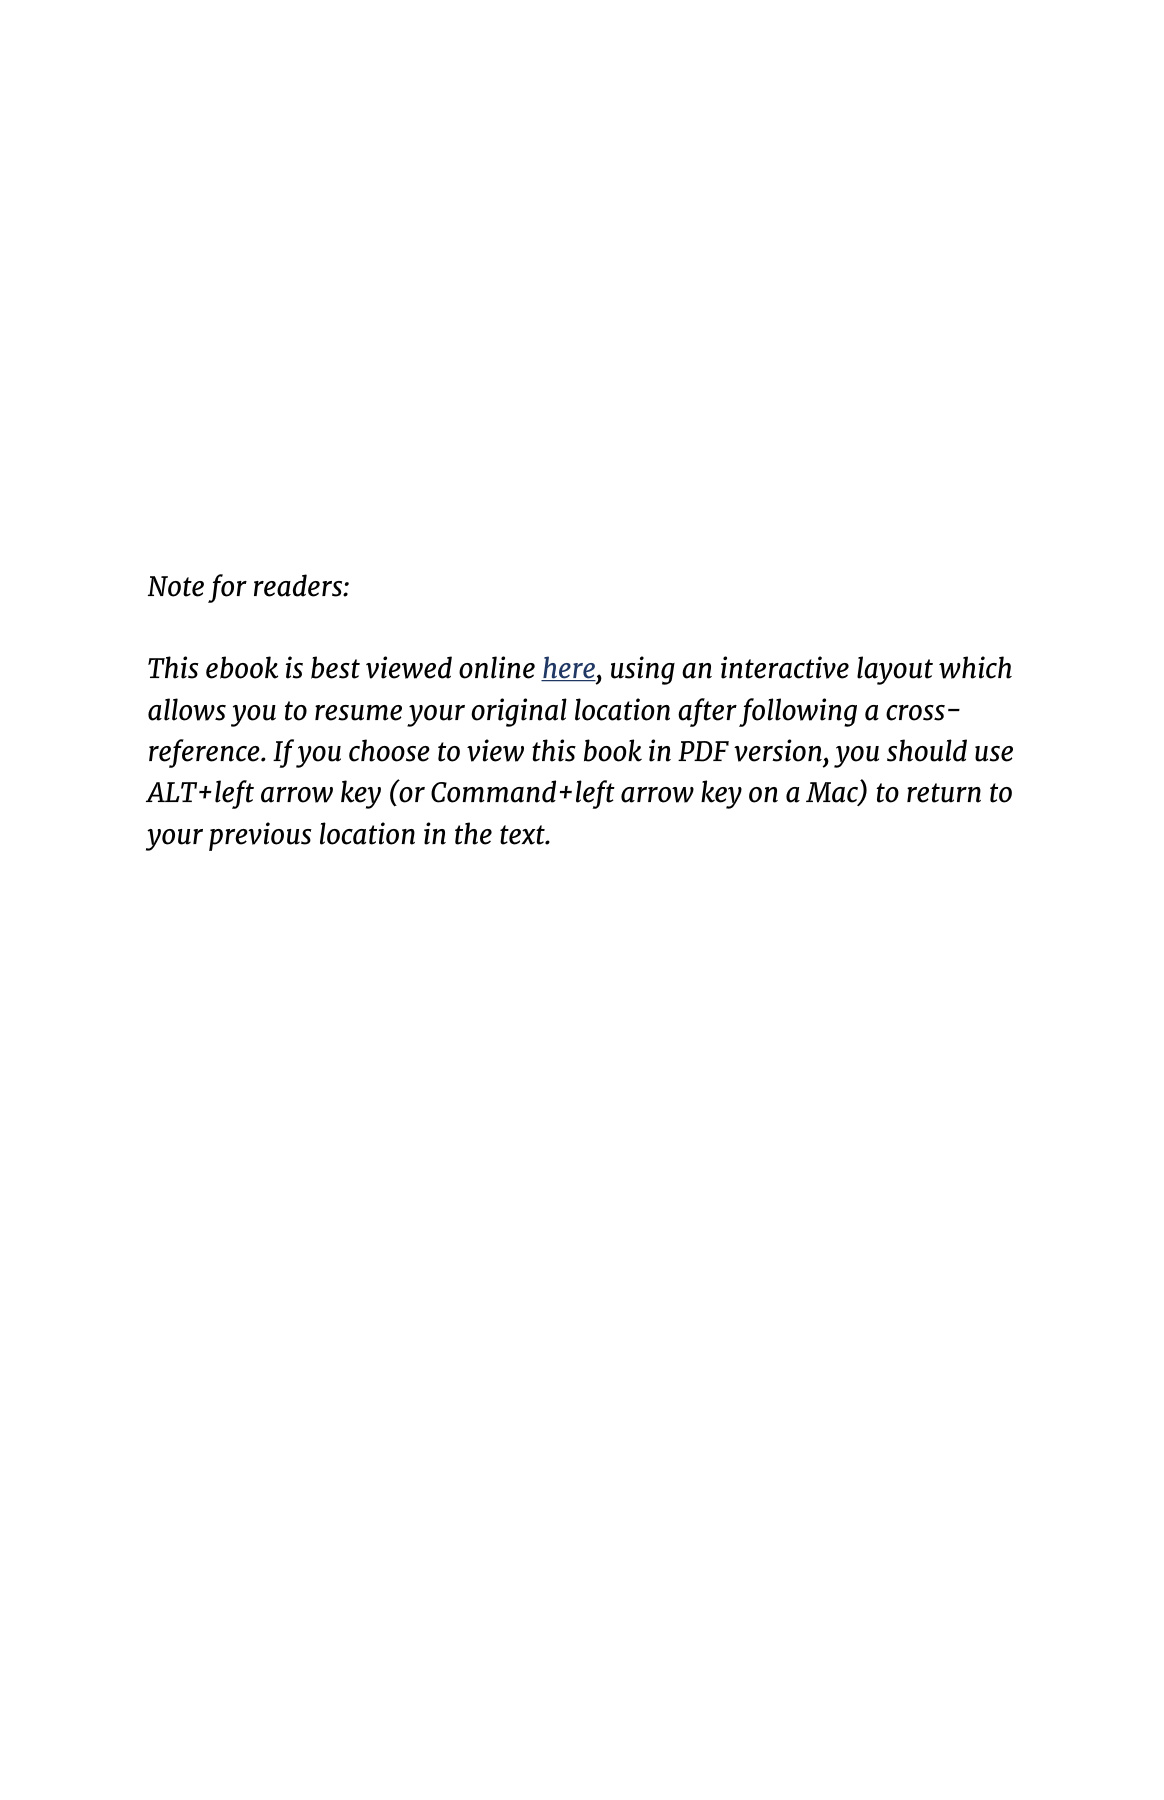 Note for readers:
This ebook is best viewed online here, using an interactive layout which
allows you to resume your original location after following a cross-
reference. If you choose to view this book in PDF version, you should use
ALT+left arrow key (or Command+left arrow key on a Mac) to return to
your previous location in the text.